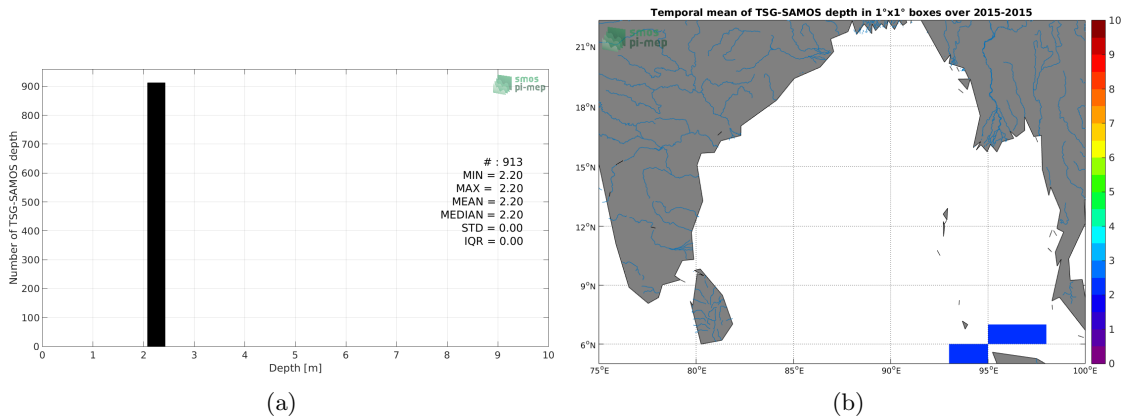 Temporal mean of TSG-SAMOS depth in 1°x1° boxes over 2015-2015
smos
pi-mep
Number of TSG-SAMOS depth
900
800
700
600
500
400
300
200
100
0
# : 913
MIN = 2.20
MAX = 2.20
MEAN = 2.20
MEDIAN = 2.20
STD = 0.00
IQR = 0.00
0 1 2 3 4 5 6 7 8 9 10
Depth [m]
(a)
smos
pi-mep
21°N
18°N
15°N
12°N
9°N
6°N
75°E 80°E 85°E 90°E 95°E 100°E
10
9
8
7
6
5
4
3
2
1
0
(b)